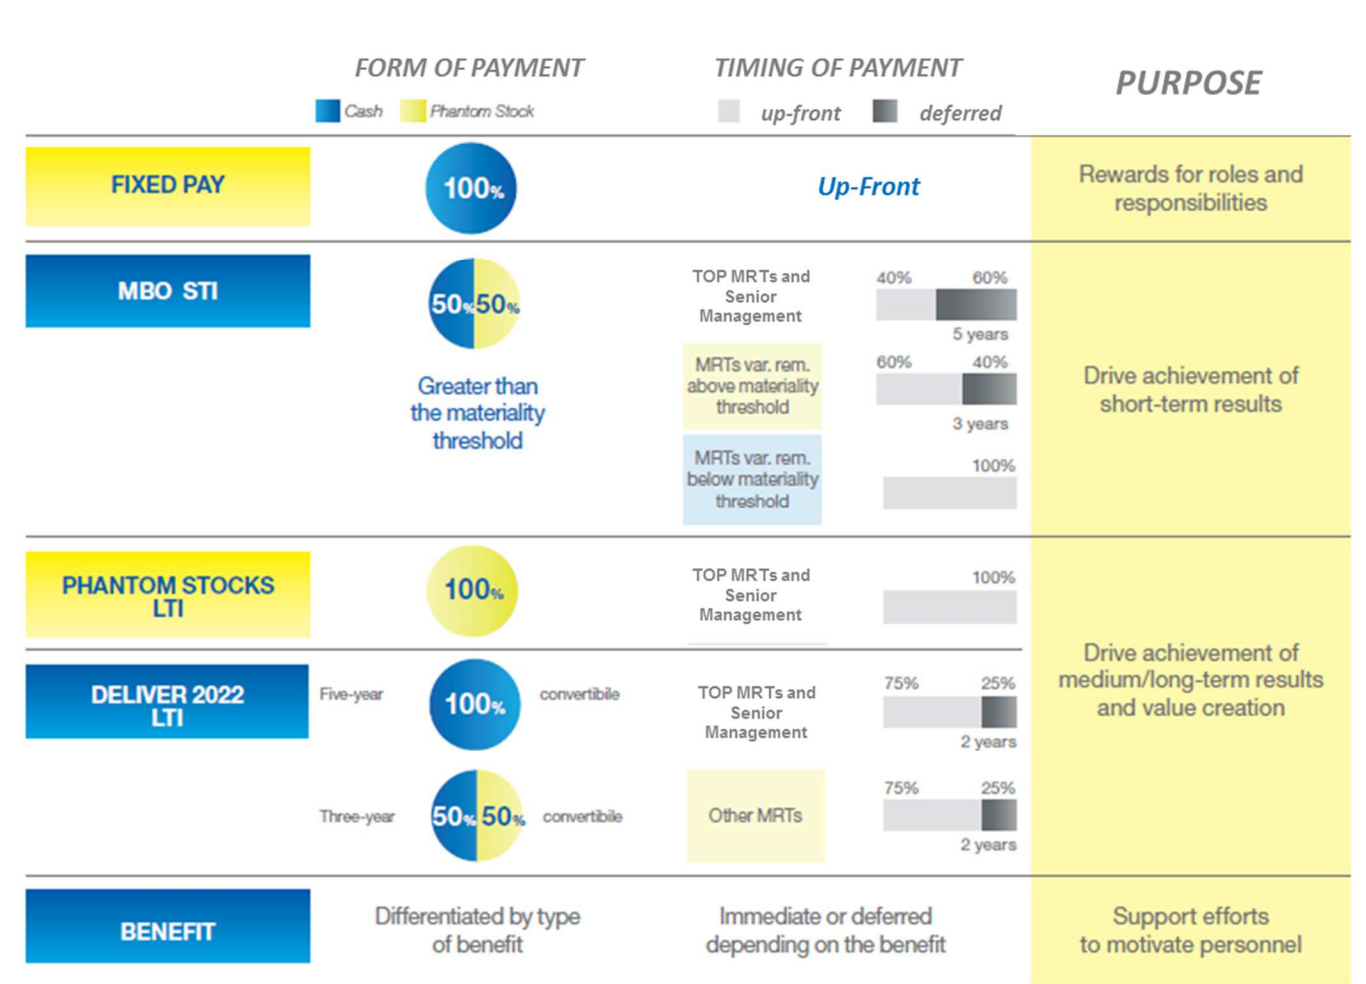 FORM OF PAYMENT
TIMING OF PAYMENT
PURPOSE
Cash
Phantom Stock
up-front
deferred
FIXED PAY
100%
Up-Front
Rewards for roles and
responsibilities
MBO STI
50% 50%
Greater than
the materiality
threshold
TOP MRTs and
Senior
Management
40% 60%
5 years
MRTs var. rem.
above materiality
threshold
60% 40%
3 years
MRTs var. rem.
below materiality
threshold
100%
Drive achievement of
short-term results
PHANTOM STOCKS
LTI
100%
TOP MRTs and
Senior
Management
100%
DELIVER 2022
LTI
Five-year
100%
convertibile
TOP MRTs and
Senior
Management
75% 25%
2 years
Three-year
50% 50%
convertibile
Other MRTs
75% 25%
2 years
Drive achievement of
medium/long-term results
and value creation
BENEFIT
Differentiated by type
of benefit
Immediate or deferred
depending on the benefit
Support efforts
to motivate personnel